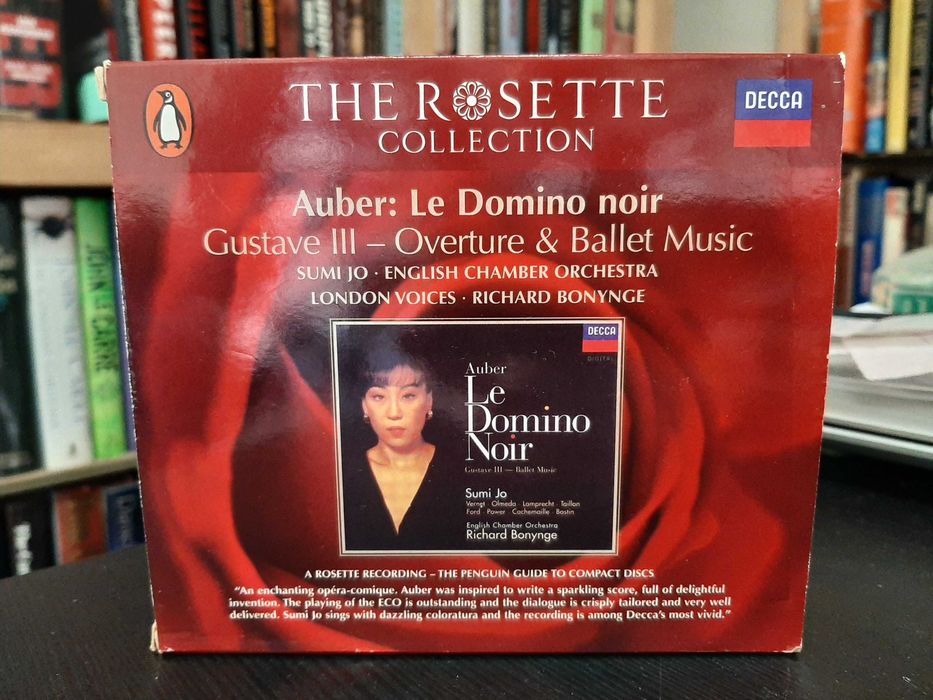 THE ROSETTE
COLLECTION
DECCA
Auber: Le Domino noir
Gustave III – Overture & Ballet Music
SUMI JO · ENGLISH CHAMBER ORCHESTRA
LONDON VOICES · RICHARD BONYNGE
DECCA
DIGITAL
Auber
Le
Domino
Noir
Gustave III — Ballet Music
Sumi Jo
Vernet Olmeda Lamprecht Taillon
Ford Power Cachemaille Bastin
English Chamber Orchestra
Richard Bonynge
A ROSETTE RECORDING – THE PENGUIN GUIDE TO COMPACT DISCS
“An enchanting opéra-comique. Auber was inspired to write a sparkling score, full of delightful
invention. The playing of the ECO is outstanding and the dialogue is crisply tailored and very well
delivered. Sumi Jo sings with dazzling coloratura and the recording is among Decca's most vivid.”
JOHN LE CARRÉ